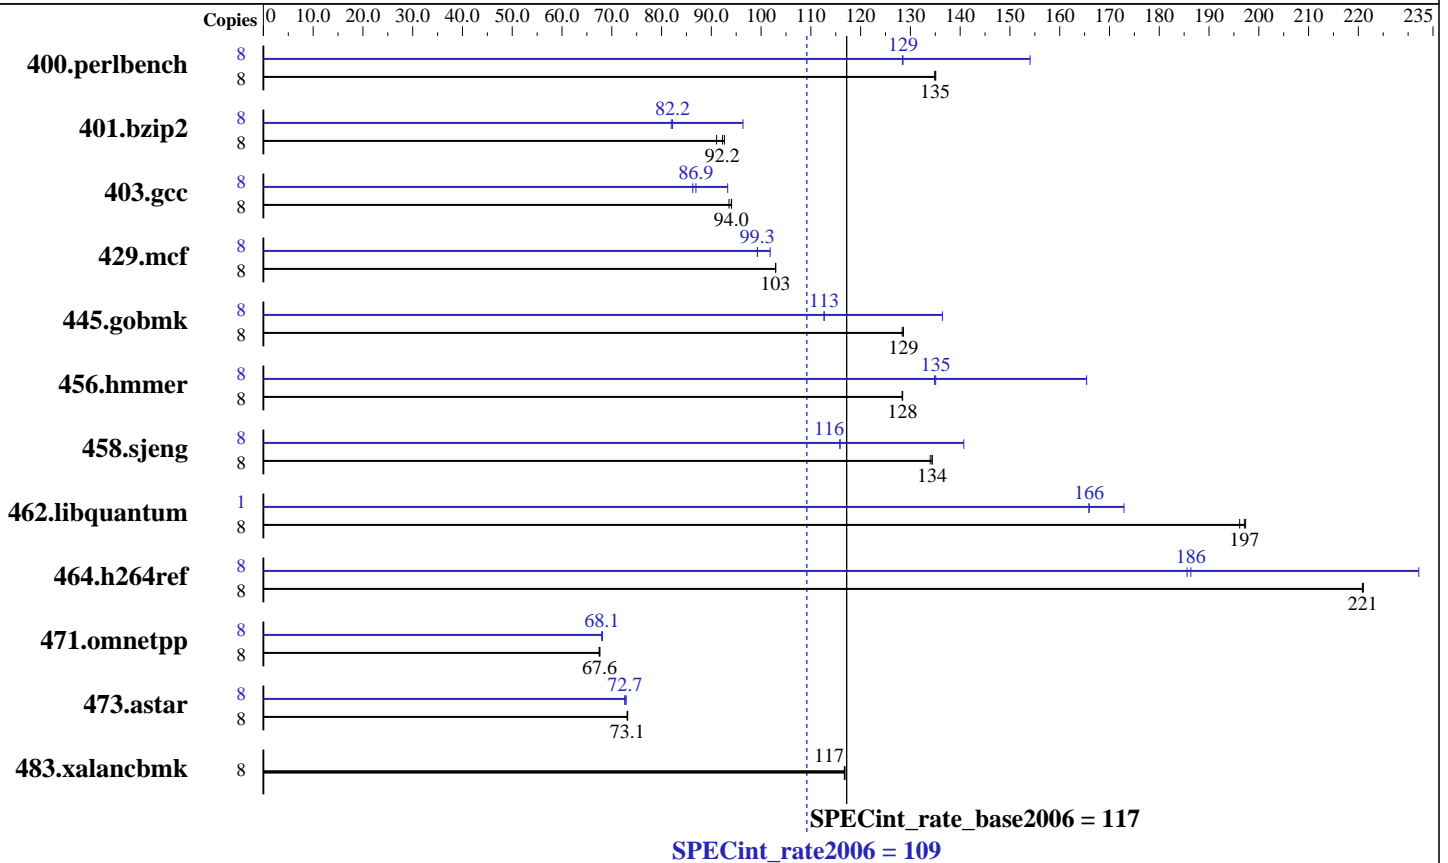 Copies 0 10.0 20.0 30.0 40.0 50.0 60.0 70.0 80.0 90.0 100 110 120 130 140 150 160 170 180 190 200 210 220 235
400.perlbench 8 129
8 135
401.bzip2 8 82.2
8 92.2
403.gcc 8 86.9
8 94.0
429.mcf 8 99.3
8 103
445.gobmk 8 113
8 129
456.hmmer 8 135
8 128
458.sjeng 8 116
8 134
462.libquantum 1 166
8 197
464.h264ref 8 186
8 221
471.omnetpp 8 68.1
8 67.6
473.astar 8 72.7
8 73.1
483.xalancbmk 8 117
SPECint_rate_base2006 = 117
SPECint_rate2006 = 109